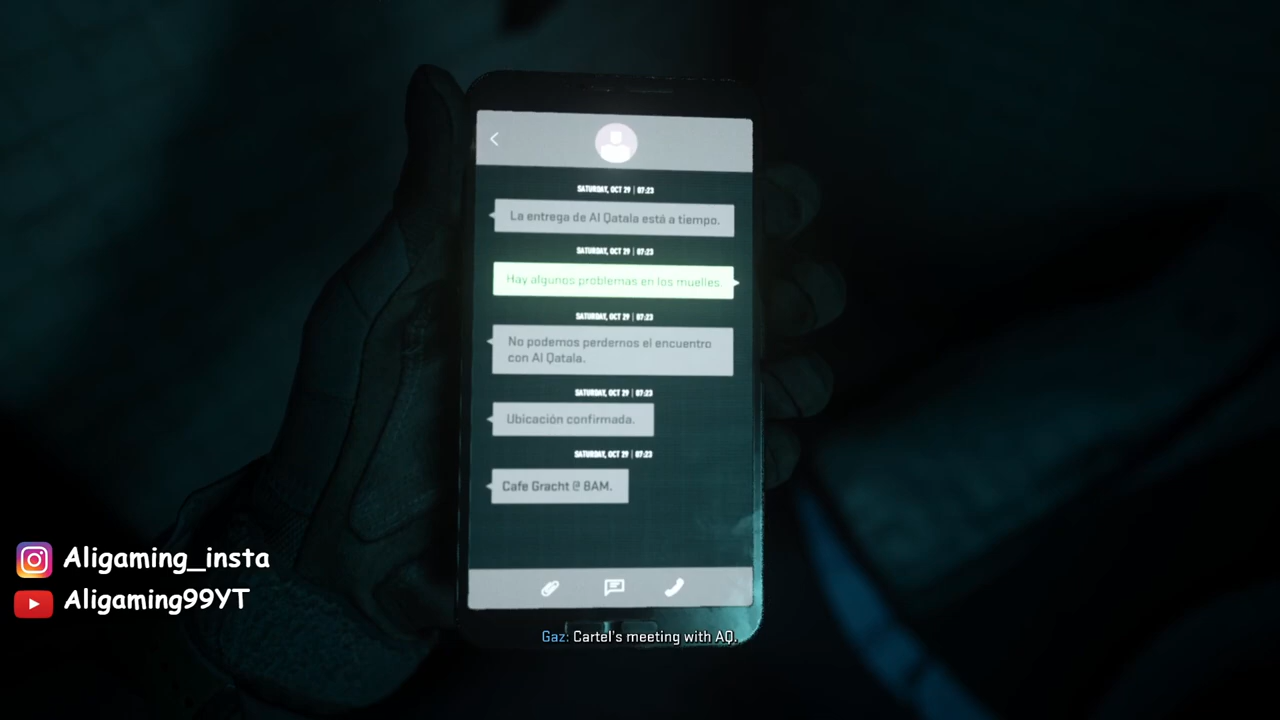 SATURDAY, OCT 29 | 07:23
La entrega de Al Qatala está a tiempo.
SATURDAY, OCT 29 | 07:23
Hay algunos problemas en los muelles.
SATURDAY, OCT 29 | 07:23
No podemos perdernos el encuentro
con Al Qatala.
SATURDAY, OCT 29 | 07:23
Ubicación confirmada.
SATURDAY, OCT 29 | 07:23
Cafe Gracht @ 8AM.
Aligaming_insta
Aligaming99YT
Gaz: Cartel's meeting with AQ.